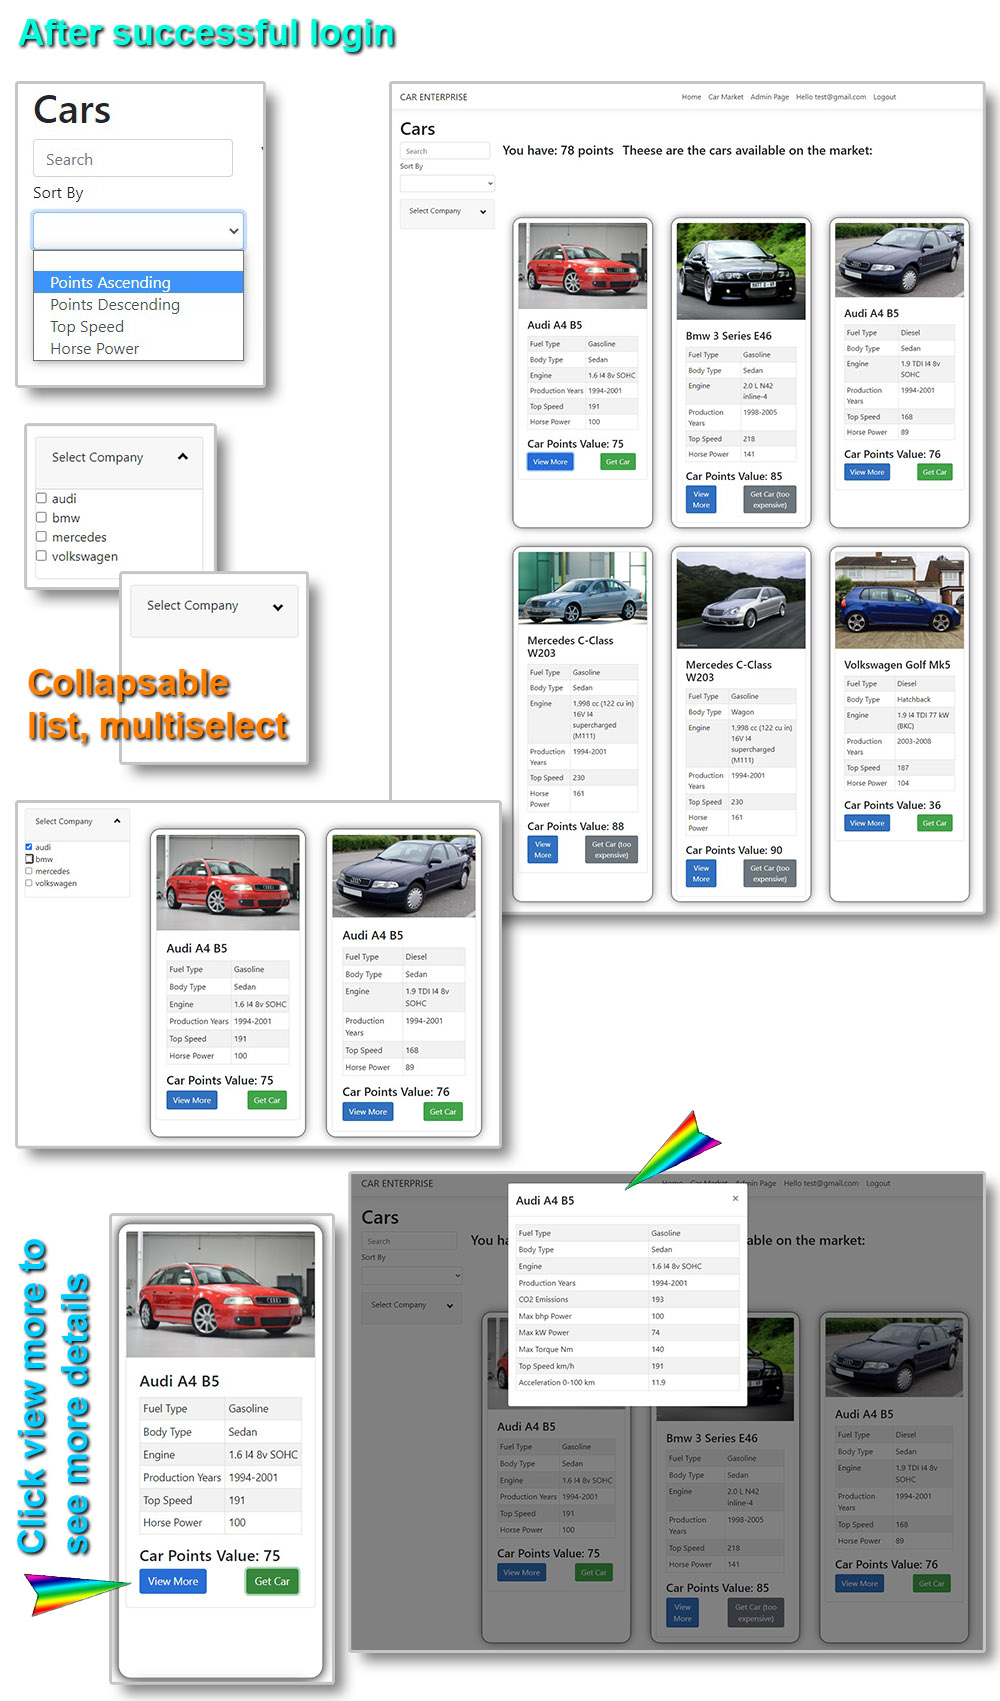 After successful login
Cars
Search
Sort By
Points Ascending
Points Descending
Top Speed
Horse Power
CAR ENTERPRISE
Home Car Market Admin Page Hello test@gmail.com Logout
Cars
Search
Sort By
Select Company
You have: 78 points Theese are the cars available on the market:
Audi A4 B5
Fuel Type Gasoline
Body Type Sedan
Engine 1.6 I4 8v SOHC
Production Years 1994-2001
Top Speed 191
Horse Power 100
Car Points Value: 75
View More Get Car
Bmw 3 Series E46
Fuel Type Gasoline
Body Type Sedan
Engine 2.0 L N42
inline-4
Production 1998-2005
Years
Top Speed 218
Horse Power 141
Car Points Value: 85
View Get Car (too
More expensive)
Audi A4 B5
Fuel Type Diesel
Body Type Sedan
Engine 1.9 TDI I4 8v
SOHC
Production 1994-2001
Years
Top Speed 168
Horse Power 89
Car Points Value: 76
View More Get Car
Mercedes C-Class
W203
Fuel Type Gasoline
Body Type Sedan
Engine 1,998 cc (122 cu in)
16V I4
supercharged
(M111)
Production 1994-2001
Years
Top Speed 230
Horse 161
Power
Car Points Value: 88
View Get Car (too
More expensive)
Mercedes C-Class
W203
Fuel Type Gasoline
Body Type Wagon
Engine 1,998 cc (122 cu in)
16V I4
supercharged
(M111)
Production 1994-2001
Years
Top Speed 230
Horse 161
Power
Car Points Value: 90
View Get Car (too
More expensive)
Volkswagen Golf Mk5
Fuel Type Diesel
Body Type Hatchback
Engine 1.9 I4 TDI 77 kW
(BKC)
Production 2003-2008
Years
Top Speed 187
Horse Power 104
Car Points Value: 36
View More Get Car
Select Company
audi
bmw
mercedes
volkswagen
Select Company
Collapsable
list, multiselect
Select Company
audi
bmw
mercedes
volkswagen
Audi A4 B5
Fuel Type Gasoline
Body Type Sedan
Engine 1.6 I4 8v SOHC
Production Years 1994-2001
Top Speed 191
Horse Power 100
Car Points Value: 75
View More Get Car
Audi A4 B5
Fuel Type Diesel
Body Type Sedan
Engine 1.9 TDI I4 8v
SOHC
Production 1994-2001
Years
Top Speed 168
Horse Power 89
Car Points Value: 76
View More Get Car
Click view more to
see more details
Audi A4 B5
Fuel Type Gasoline
Body Type Sedan
Engine 1.6 I4 8v SOHC
Production Years 1994-2001
Top Speed 191
Horse Power 100
Car Points Value: 75
View More Get Car
CAR ENTERPRISE
Home Car Market Admin Page Hello test@gmail.com Logout
Cars
Search
Sort By
Select Company
You ha
able on the market:
Audi A4 B5 ×
Fuel Type Gasoline
Body Type Sedan
Engine 1.6 I4 8v SOHC
Production Years 1994-2001
CO2 Emissions 193
Max bhp Power 100
Max kW Power 74
Max Torque Nm 140
Top Speed km/h 191
Acceleration 0-100 km 11.9
Audi A4 B5
Fuel Type Gasoline
Body Type Sedan
Engine 1.6 I4 8v SOHC
Production Years 1994-2001
Top Speed 191
Horse Power 100
Car Points Value: 75
View More Get Car
Bmw 3 Series E46
Fuel Type Gasoline
Body Type Sedan
Engine 2.0 L N42
inline-4
Production 1998-2005
Years
Top Speed 218
Horse Power 141
Car Points Value: 85
View Get Car (too
More expensive)
Audi A4 B5
Fuel Type Diesel
Body Type Sedan
Engine 1.9 TDI I4 8v
SOHC
Production 1994-2001
Years
Top Speed 168
Horse Power 89
Car Points Value: 76
View More Get Car